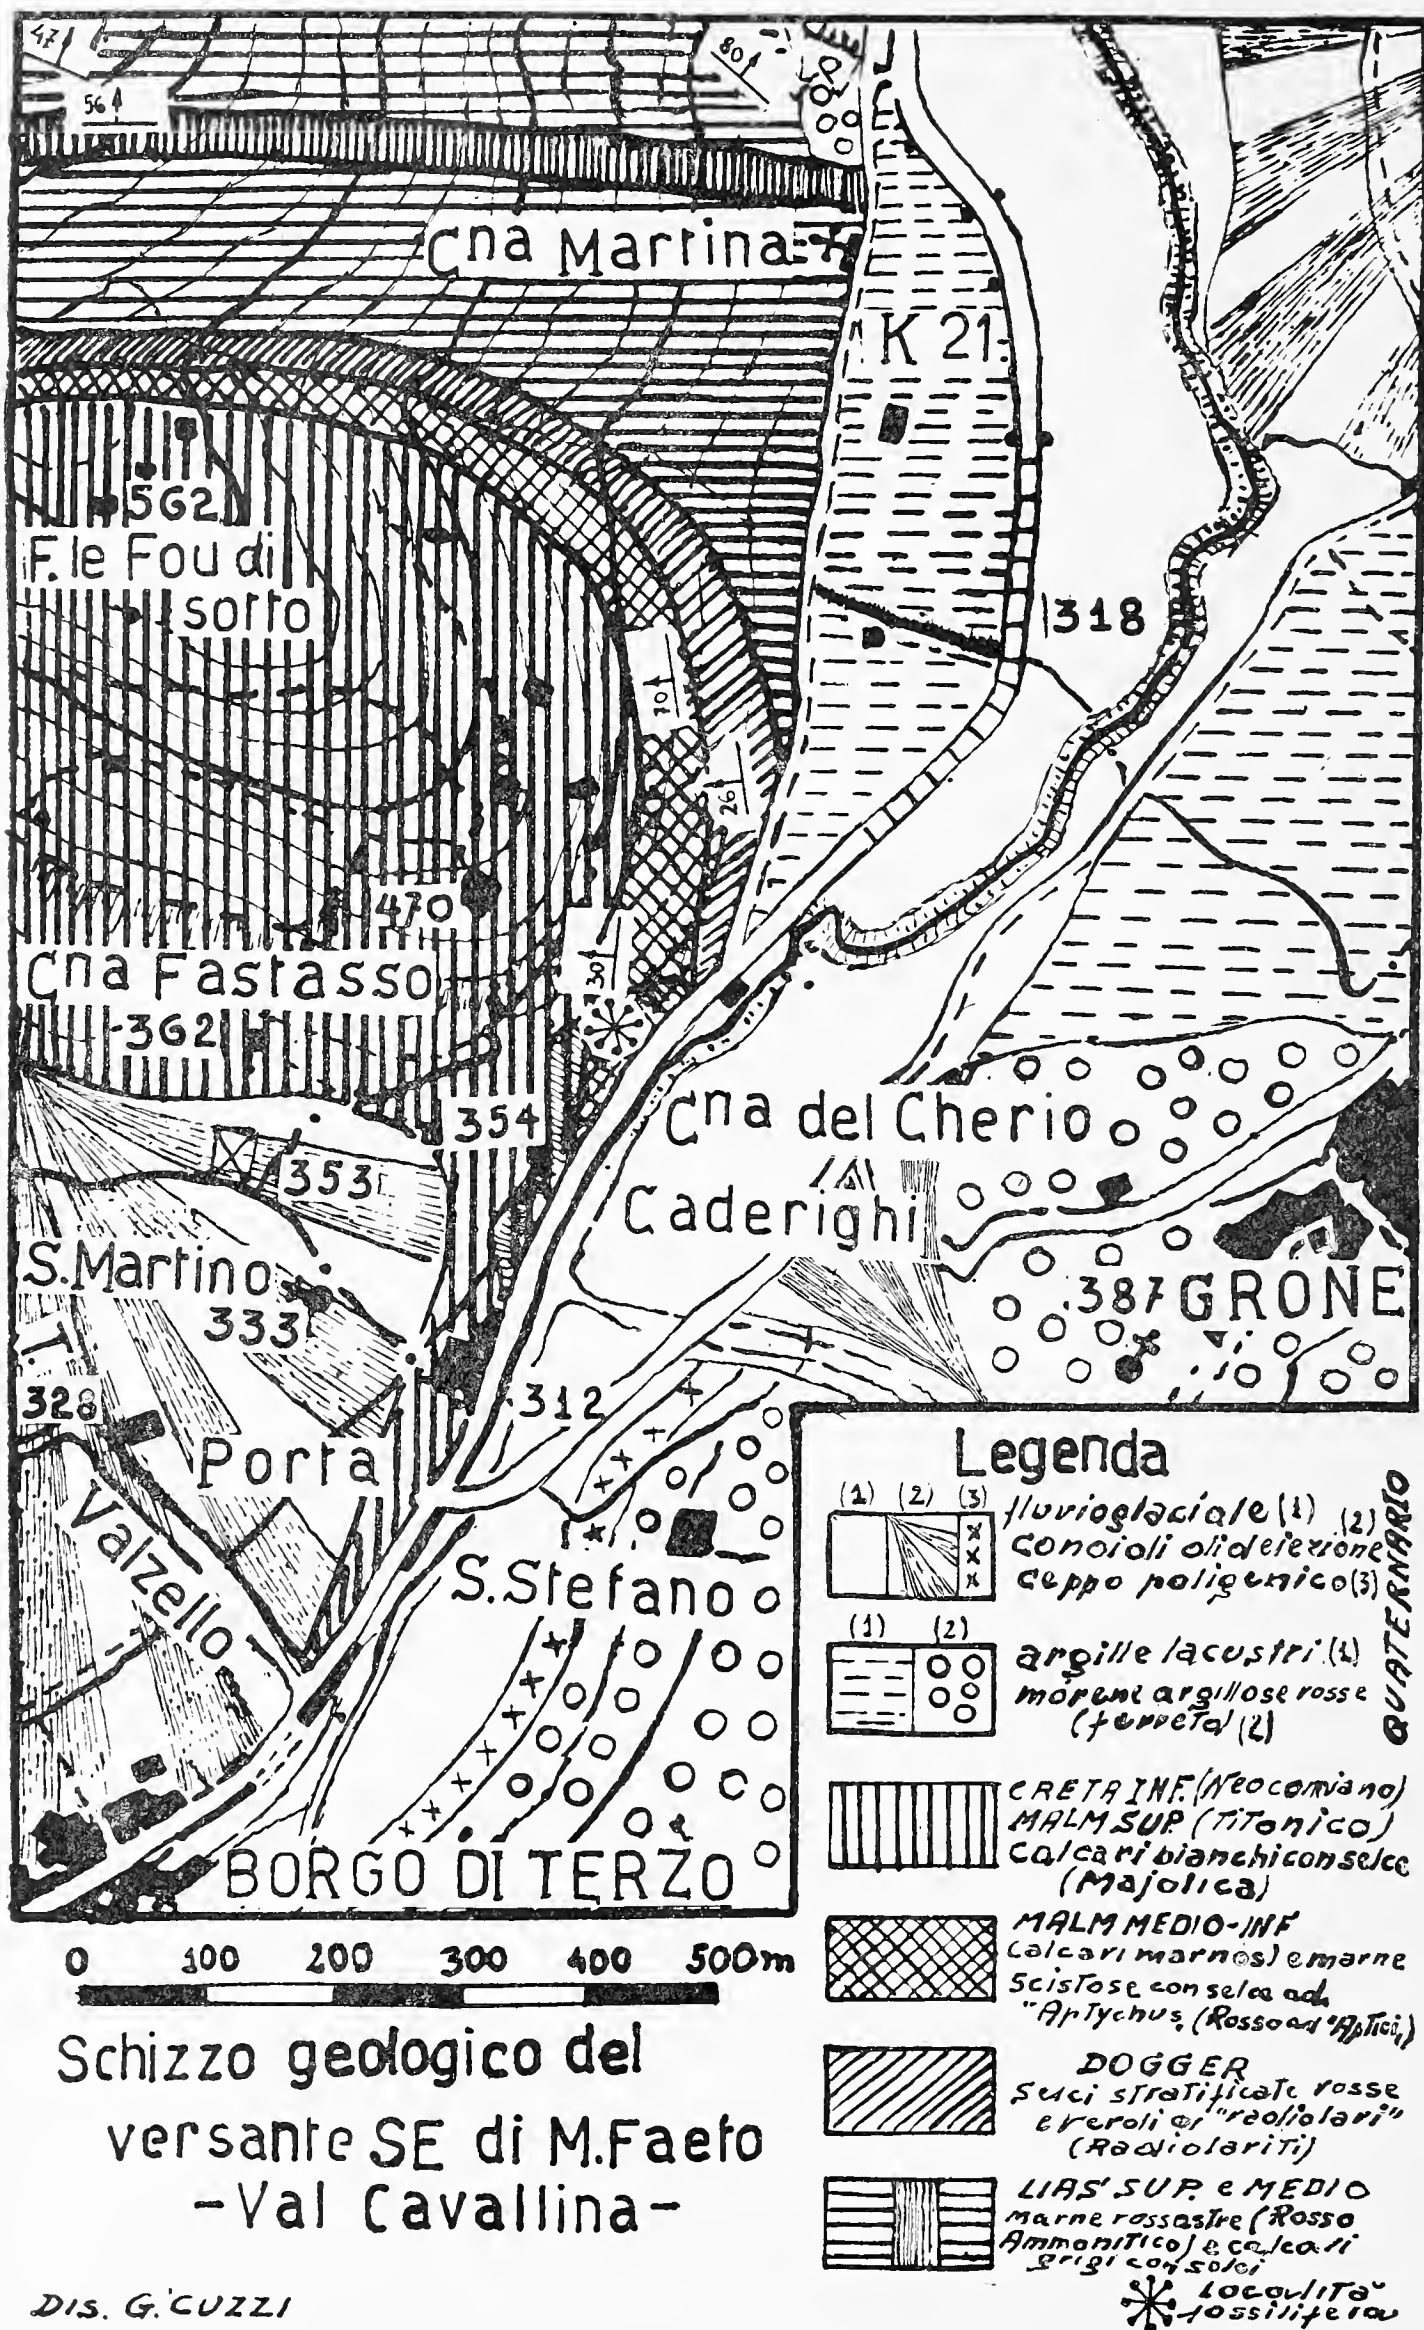 47
56
80
P
Cna Martina
K 21
562
F. le Fou di
sotto
318
70
26
470
Cna Fastasso
30
362
354
Cna del Cherio
353
Caderighi
S. Martino
333
.387 GRONE
T.
328
.312
Porta
Valzello
S. Stefano
BORGO DI TERZO
Legenda
(1) (2) (3)
fluvioglaciale (1) (2)
conoidi di deiezione
ceppo poligenico (3)
(1) (2)
argille lacustri (1)
morene argillose rosse
(ferretto) (2)
QUATERNARIO
CRETA INF. (Neocomiano)
MALM SUP. (Titonico)
Calcari bianchi con selce
(Majolica)
MALM MEDIO-INF
Calcari marnosi e marne
Scistose con selce ad
"Aptychus" (Rosso ad "Aptici")
DOGGER
Selci stratificate rosse
e verdi a "radiolari"
(Radiolariti)
LIAS SUP. e MEDIO
marne rossastre (Rosso
Ammonitico) e calcari
grigi con selci
Località
fossilifera
0 100 200 300 400 500m
Schizzo geologico del
versante SE di M. Faeto
-Val Cavallina-
DIS. G. CUZZI